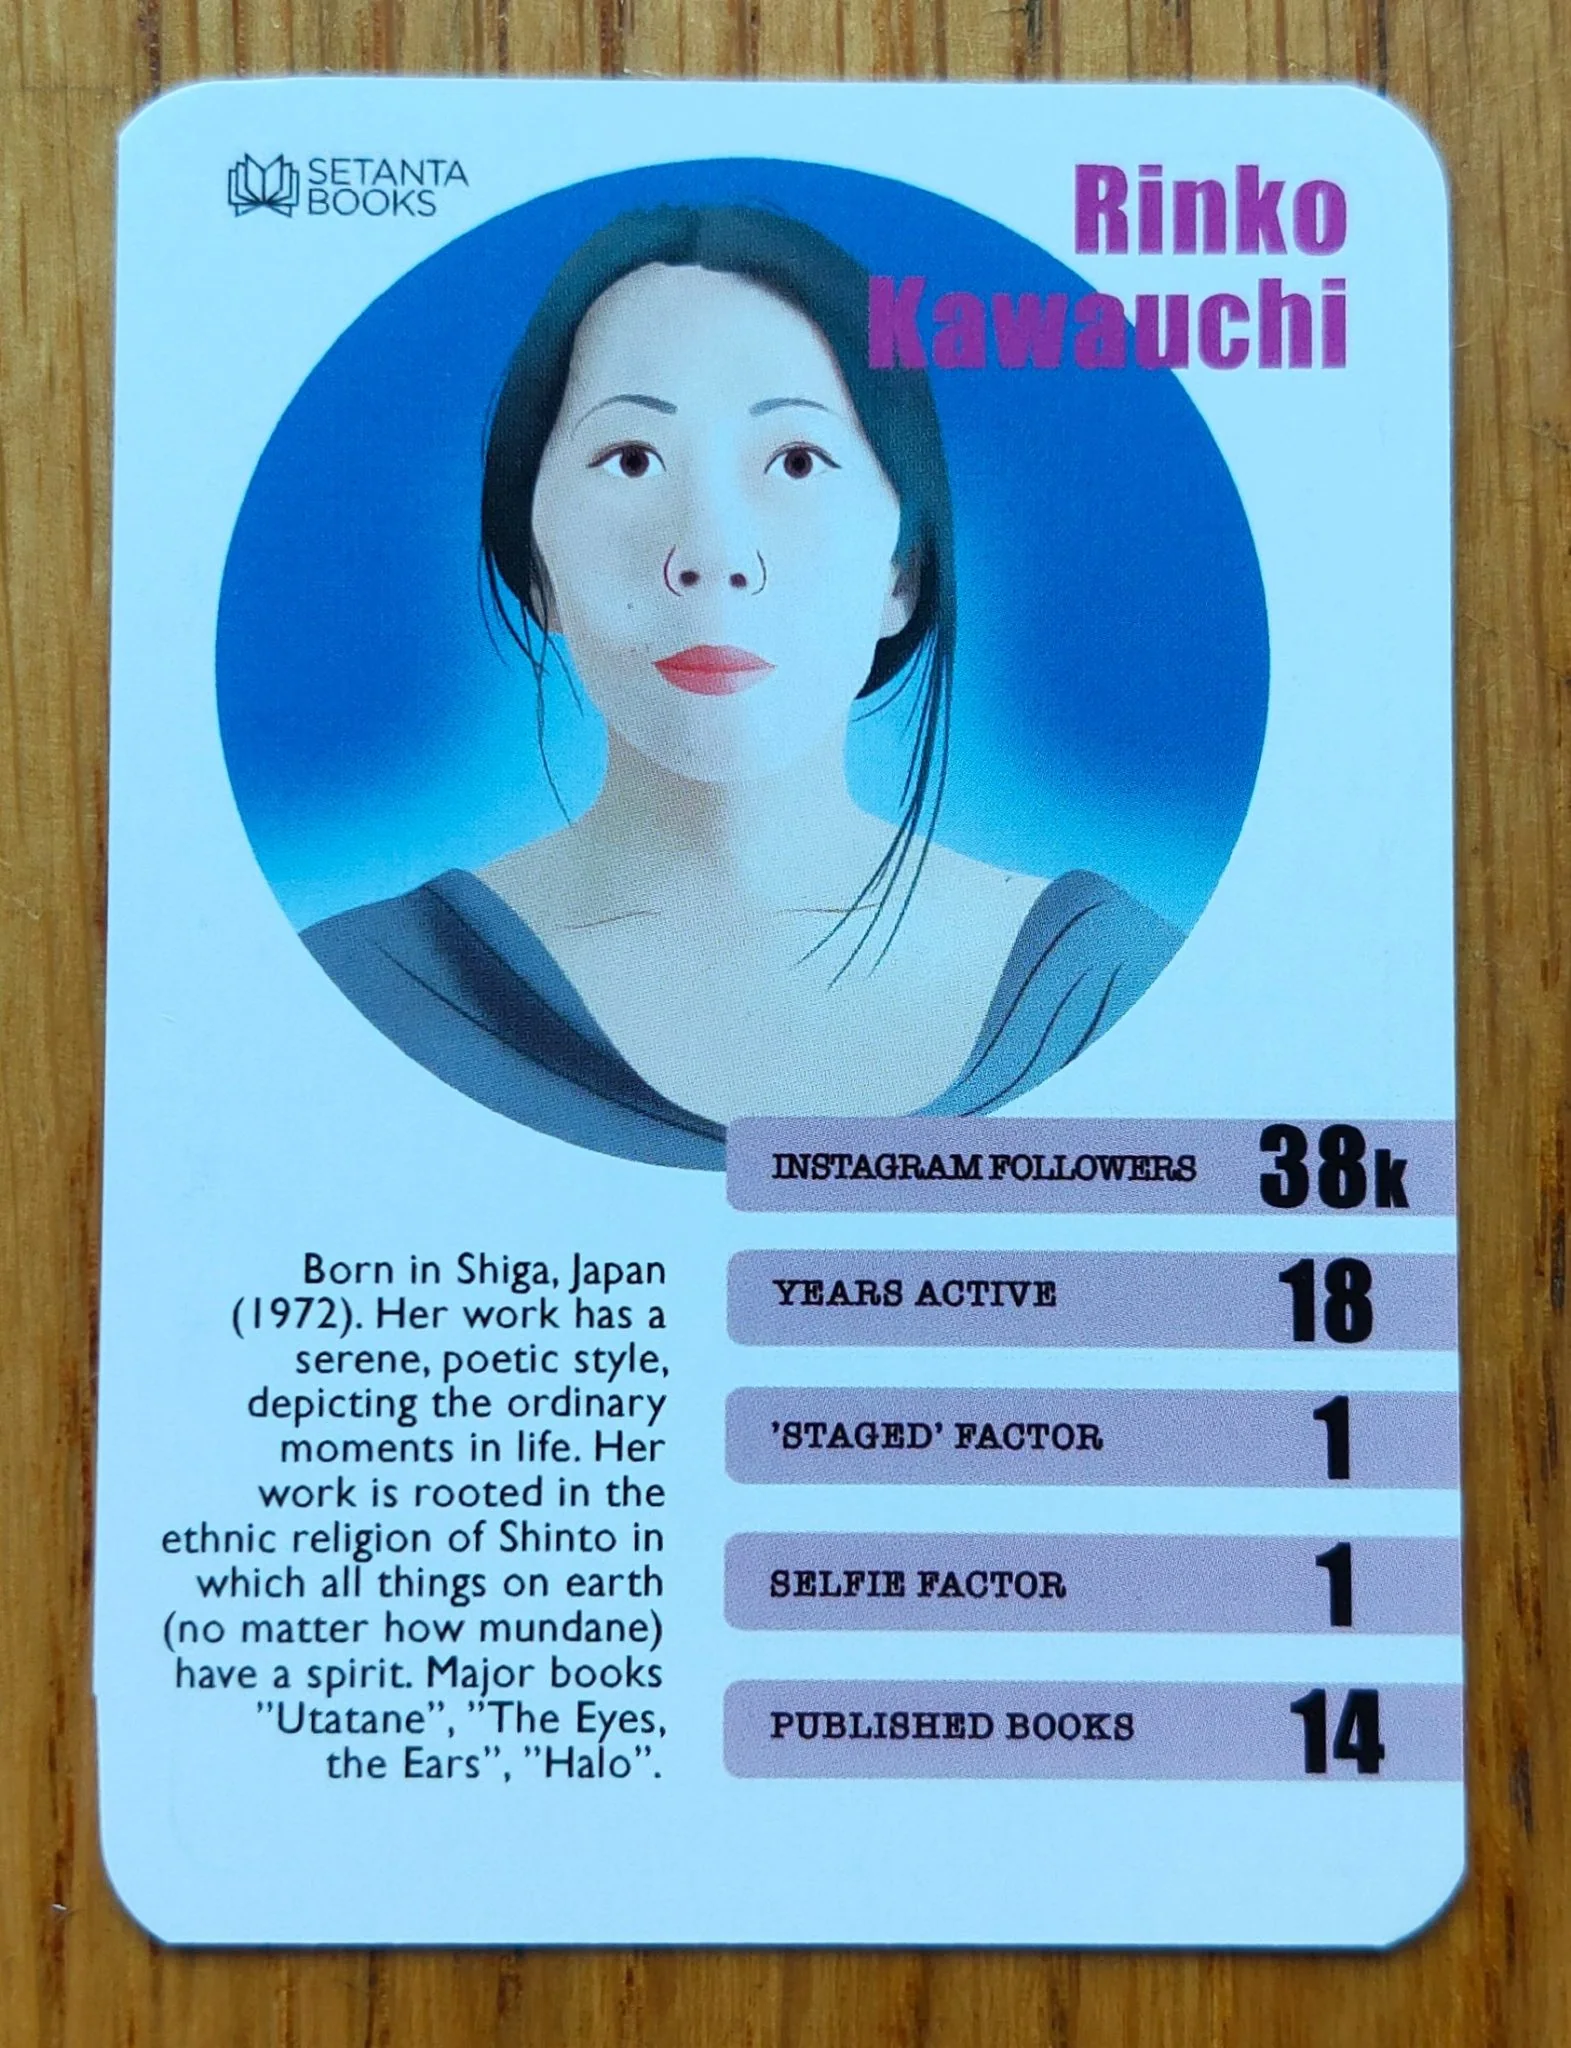 SETANTA
BOOKS
Rinko
Kawauchi
INSTAGRAM FOLLOWERS 38k
YEARS ACTIVE 18
'STAGED' FACTOR 1
SELFIE FACTOR 1
PUBLISHED BOOKS 14
Born in Shiga, Japan
(1972). Her work has a
serene, poetic style,
depicting the ordinary
moments in life. Her
work is rooted in the
ethnic religion of Shinto in
which all things on earth
(no matter how mundane)
have a spirit. Major books
”Utatane”, ”The Eyes,
the Ears”, ”Halo”.